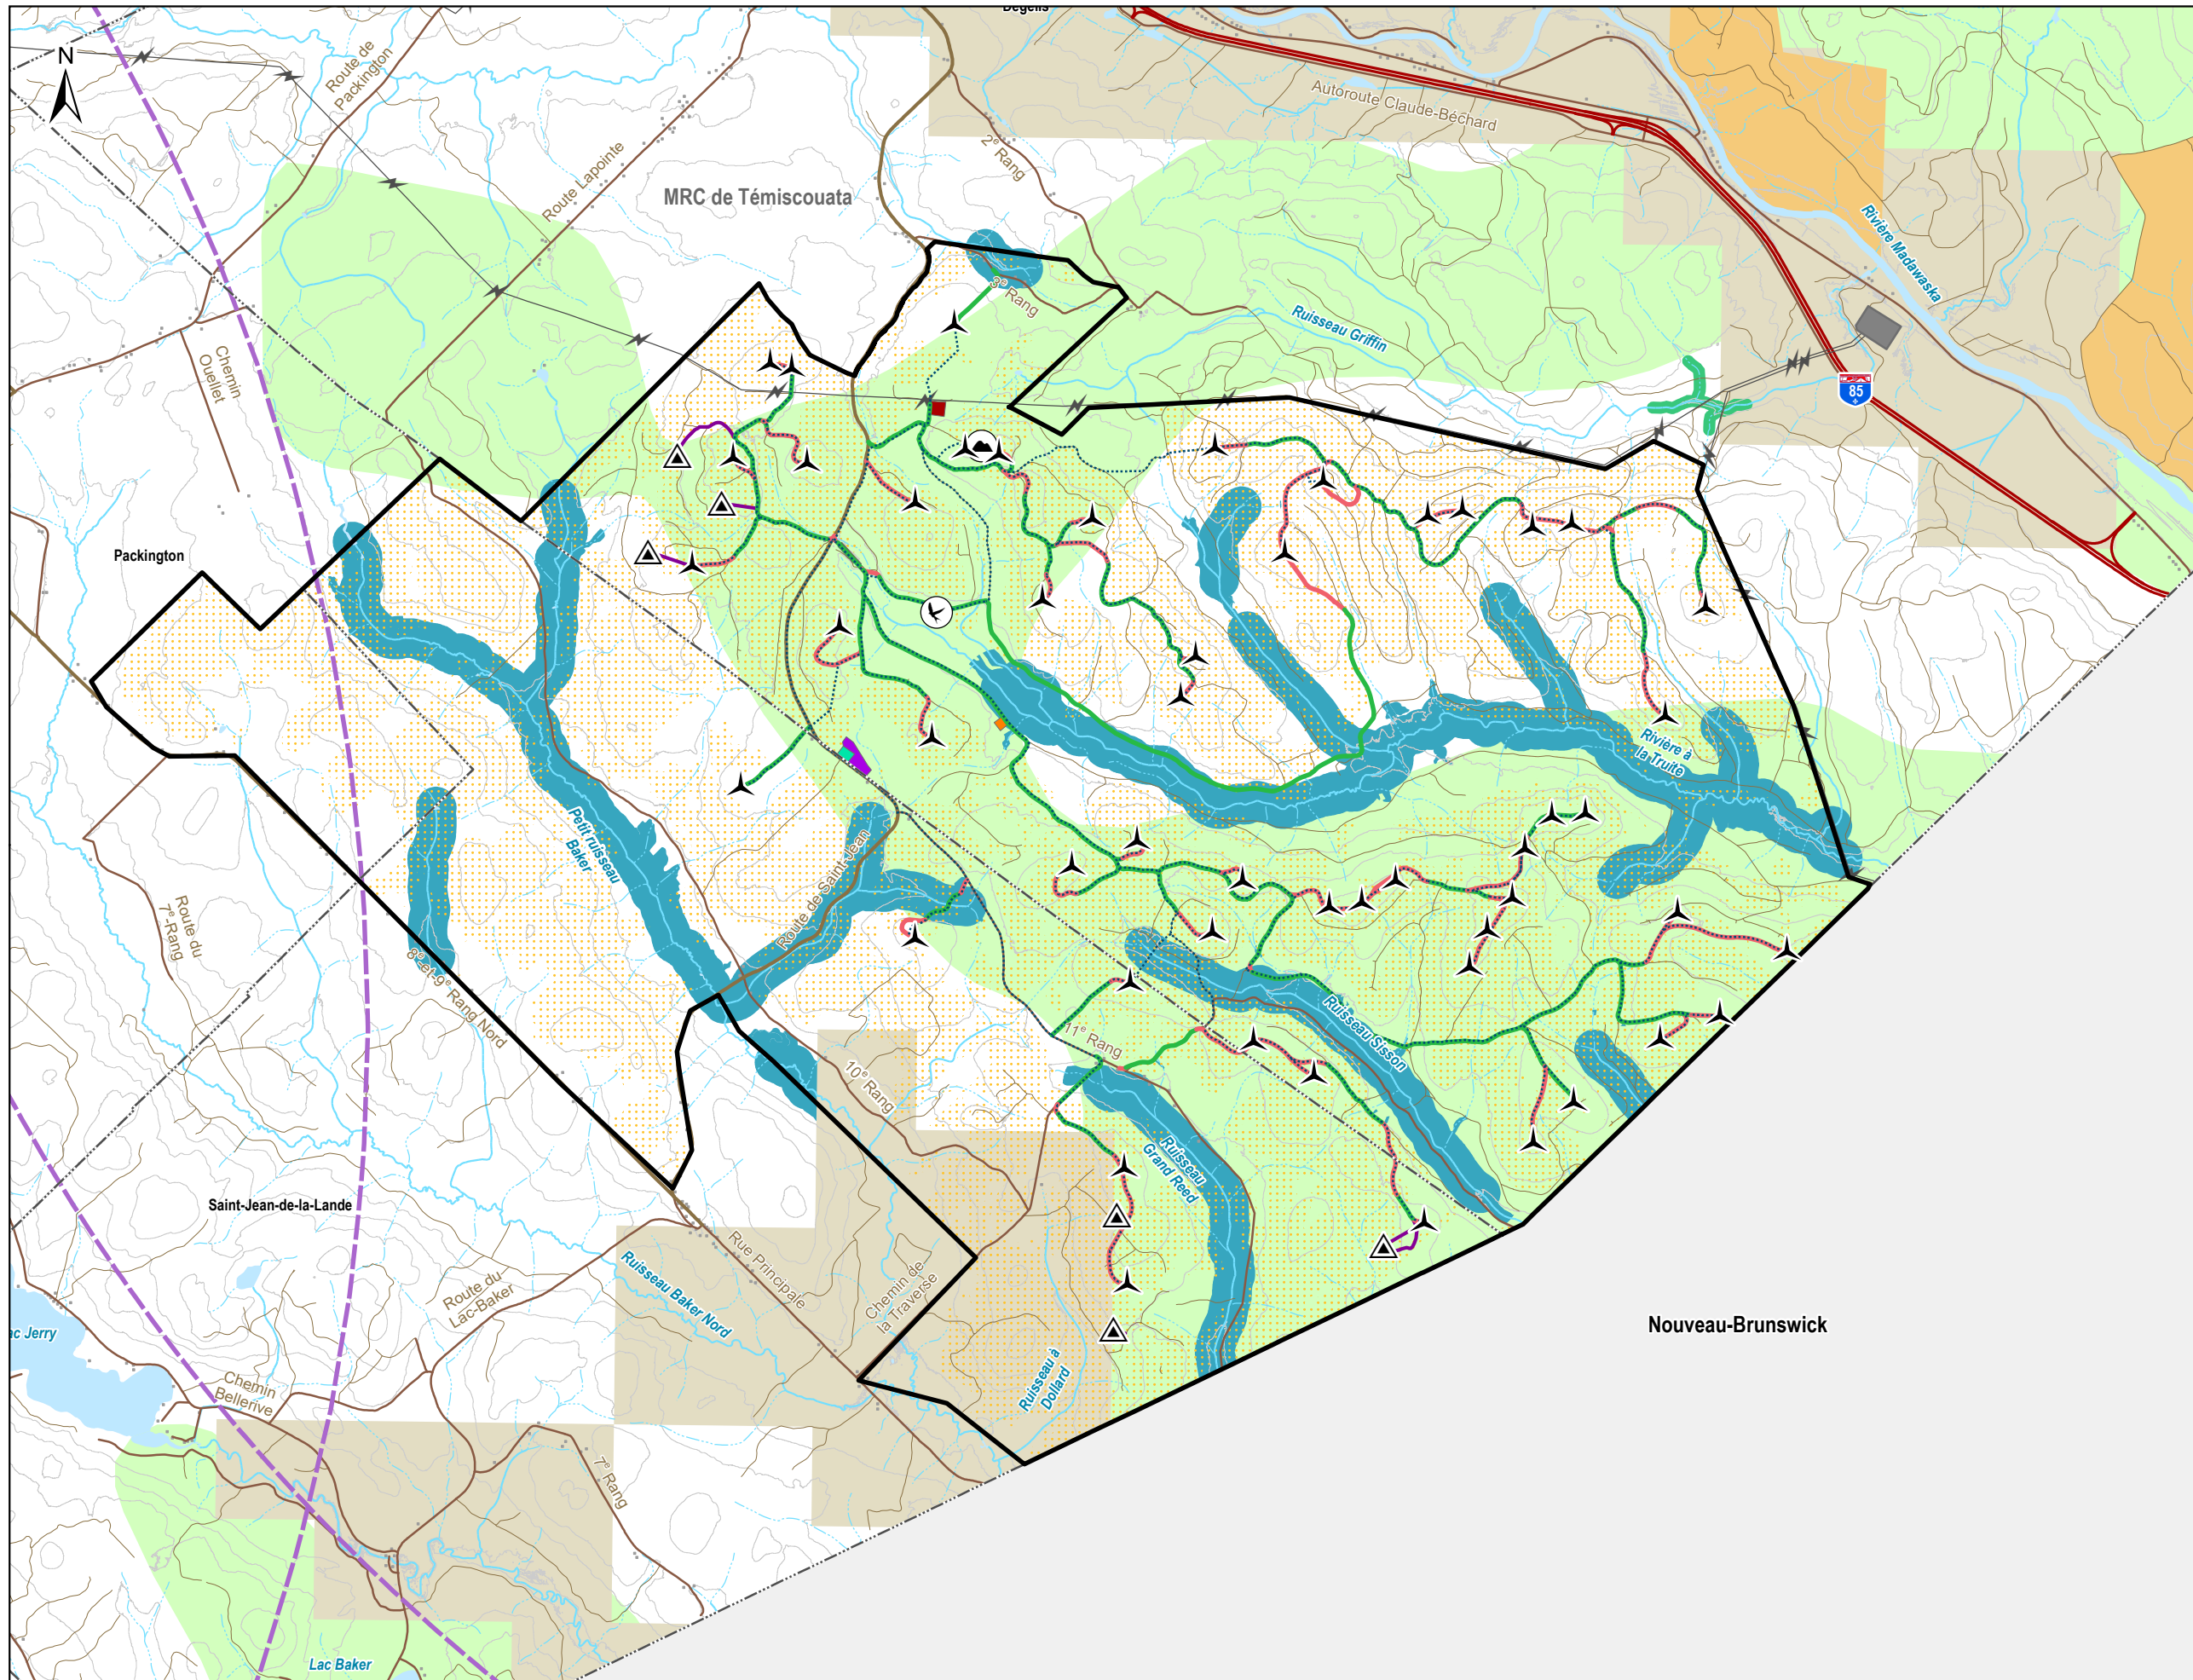 Dégelis
N
Route de
Packington
Autoroute Claude-Béchard
2e Rang
Route Lapointe
MRC de Témiscouata
Rivière Madawaska
3e Rang
Ruisseau Griffin
Chemin
Ouellet
85
Packington
Rivière à
la Truite
Petit ruisseau
Baker
Route de Saint-Jean
Route du
7e-Rang
8e-et-9e Rang Nord
Ruisseau Sisson
11e Rang
10e Rang
Ruisseau
Grand Reed
Saint-Jean-de-la-Lande
Rue Principale
Ruisseau Baker Nord
Route du
Lac-Baker
Chemin de
la Traverse
Nouveau-Brunswick
ac Jerry
Ruisseau à
Dollard
Chemin
Bellerive
7e Rang
Lac Baker